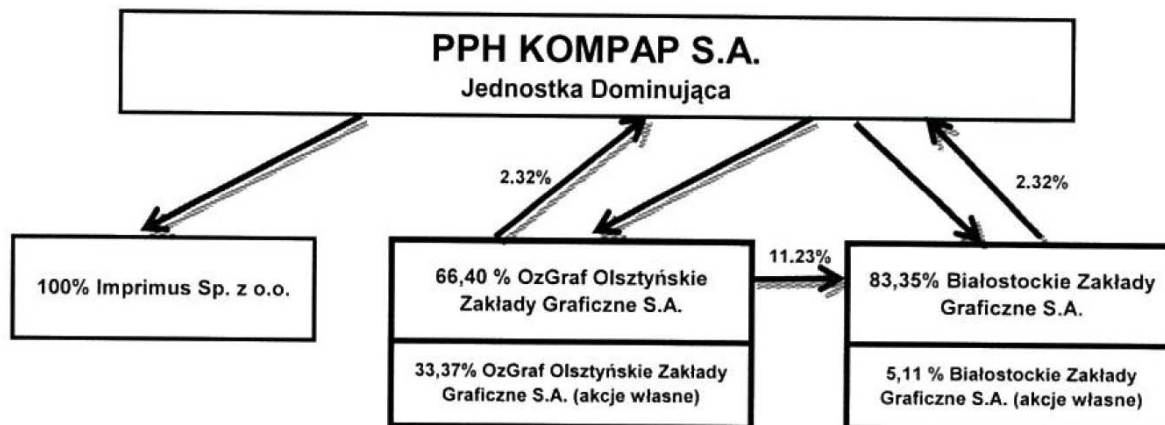 PPH KOMPAP S.A.
Jednostka Dominująca
2.32%
2.32%
11.23%
100% Imprimus Sp. z o.o.
66,40 % OzGraf Olsztyńskie
Zakłady Graficzne S.A.
83,35% Białostockie Zakłady
Graficzne S.A.
33,37% OzGraf Olsztyńskie Zakłady
Graficzne S.A. (akcje własne)
5,11 % Białostockie Zakłady
Graficzne S.A. (akcje własne)